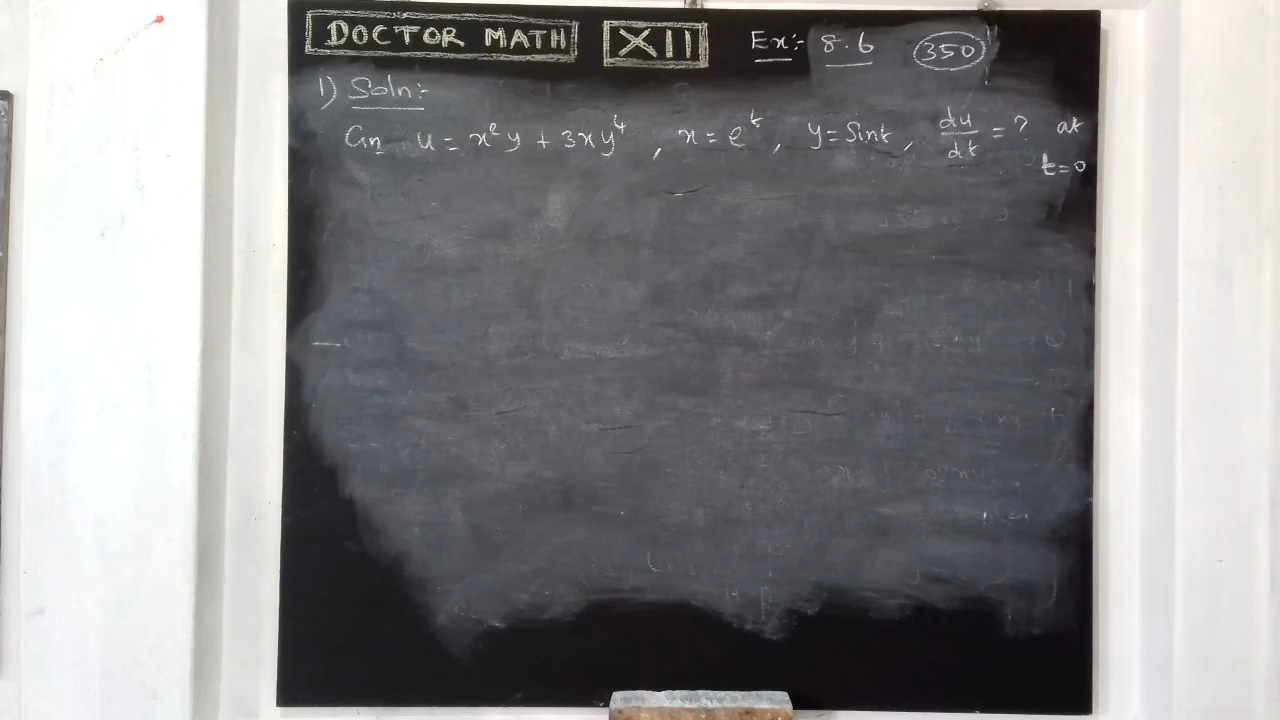 DOCTOR MATH XII Ex:- 8.6 350
1) Soln:-
Gn u = x²y + 3xy⁴, x = eᵗ, y = Sint, du/dt = ? at
t=0